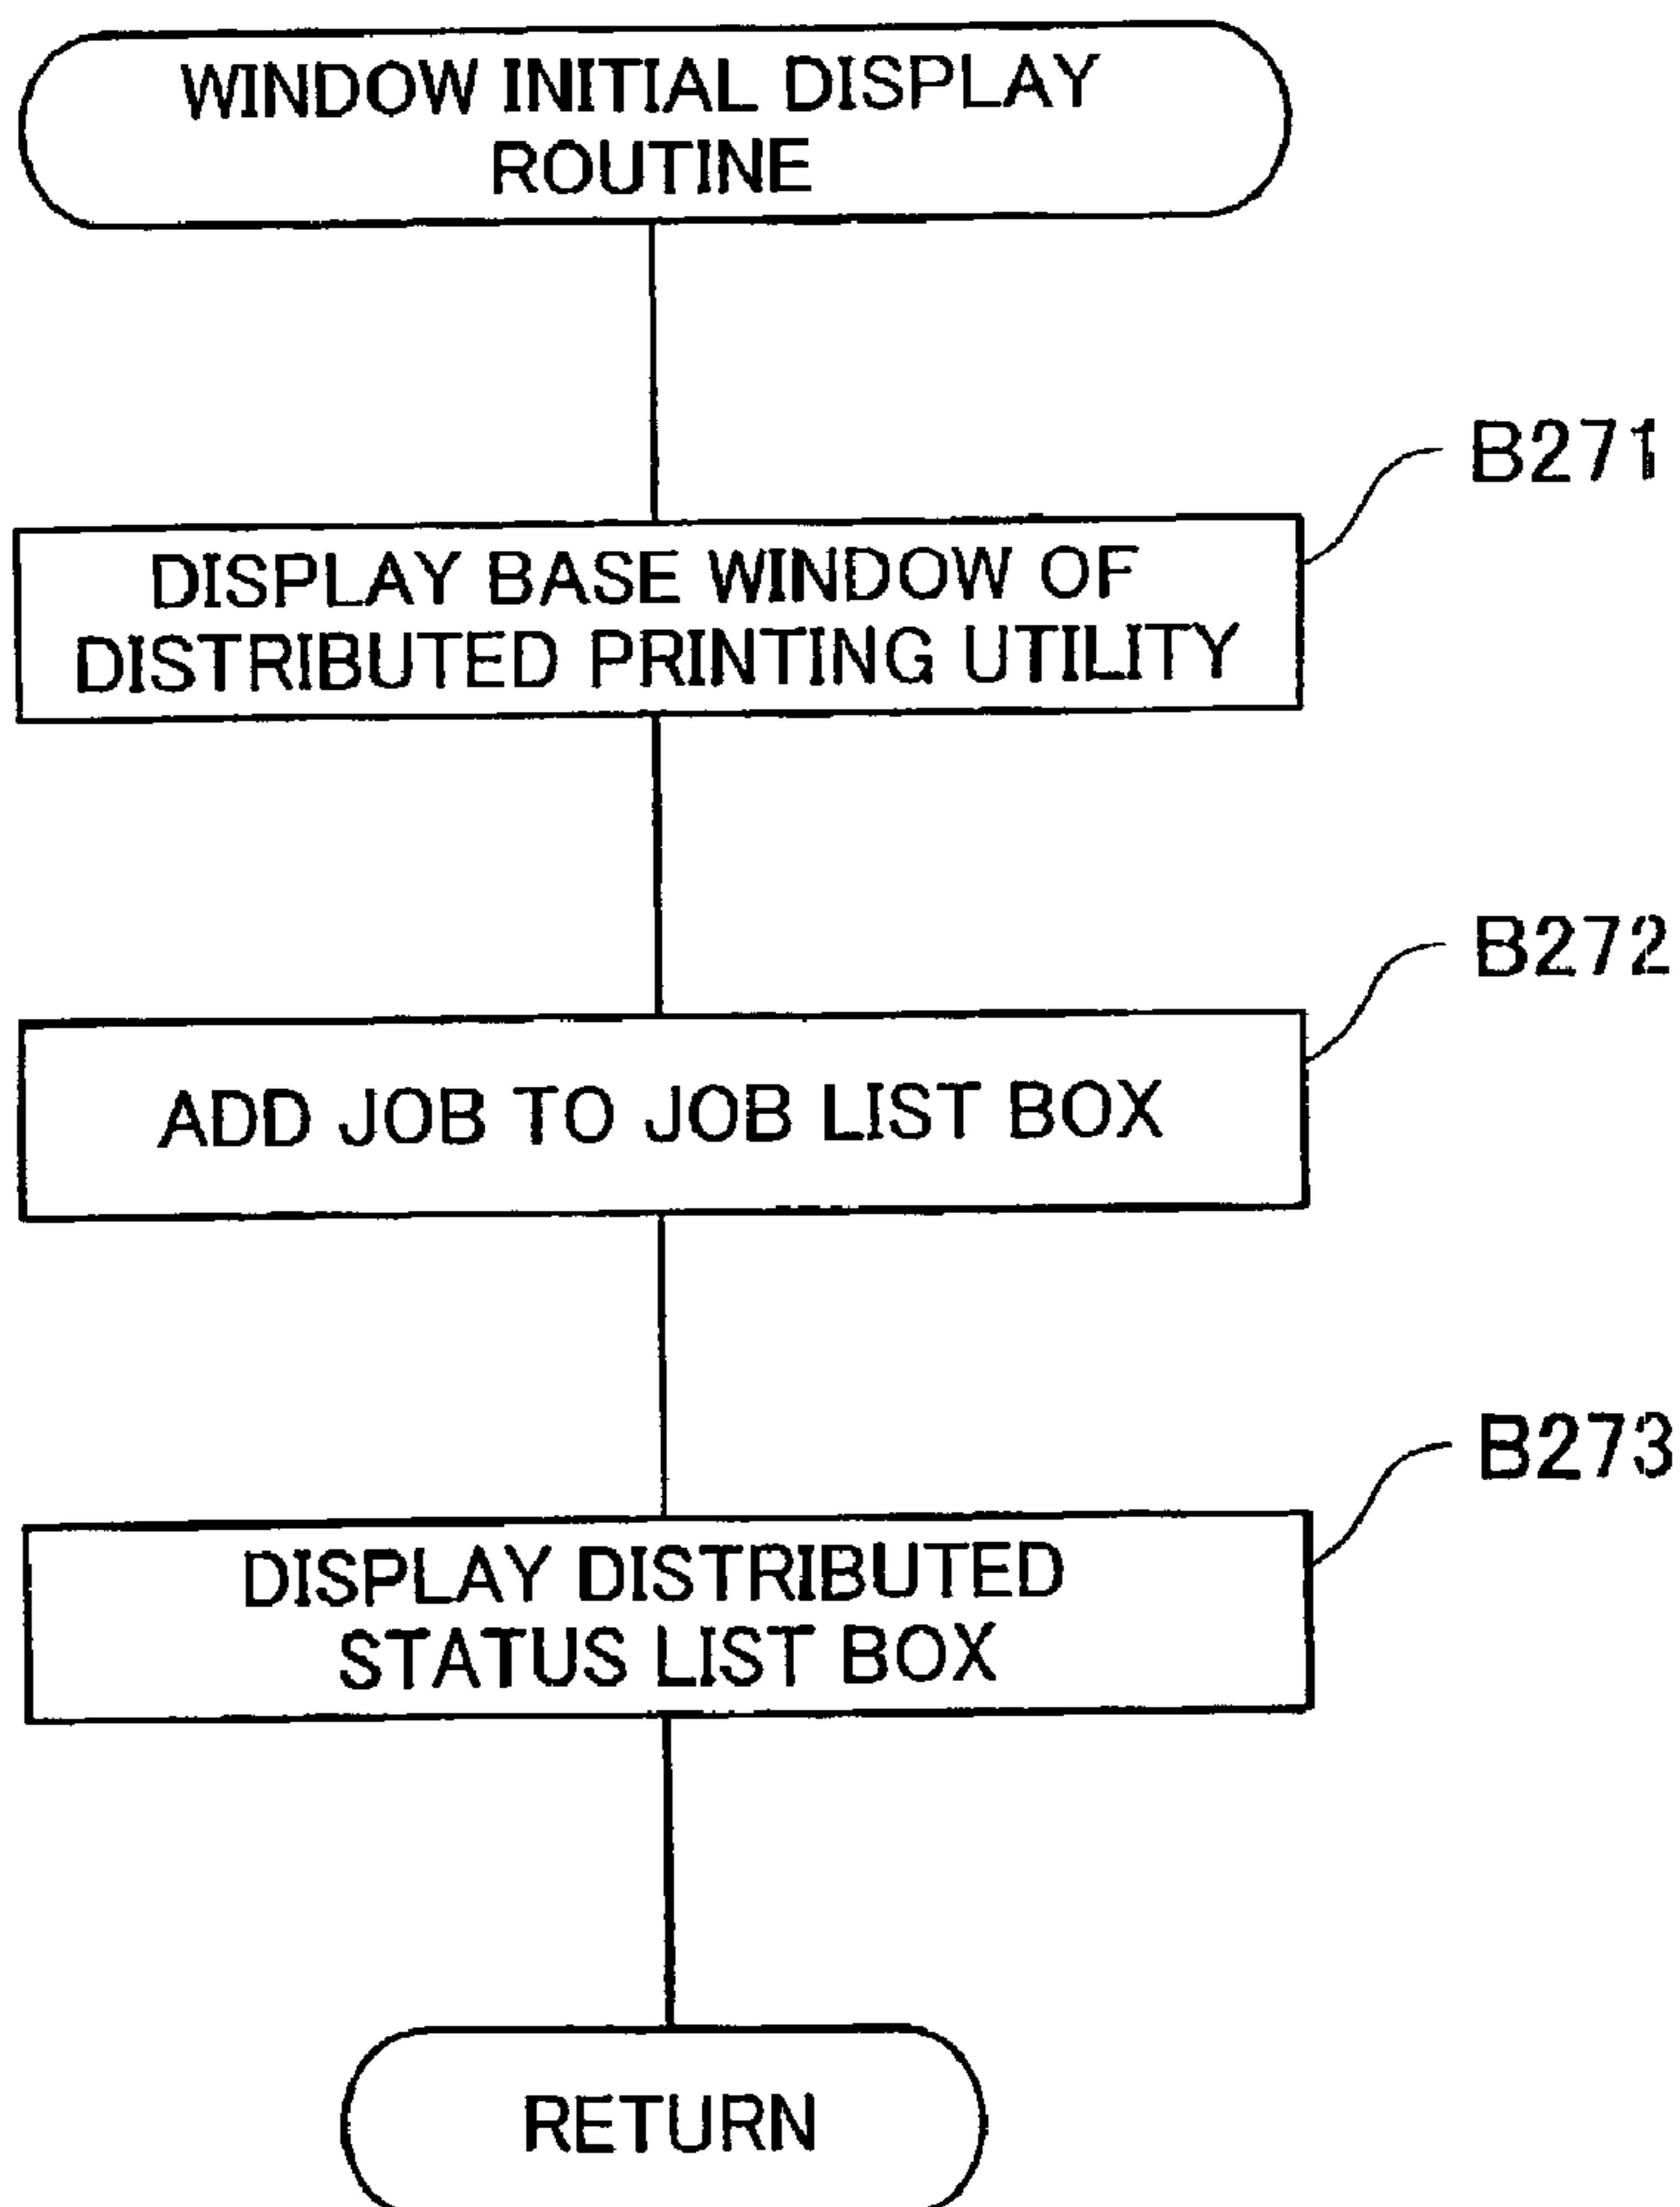 WINDOW INITIAL DISPLAY
ROUTINE
B271
DISPLAY BASE WINDOW OF
DISTRIBUTED PRINTING UTILITY
B272
ADD JOB TO JOB LIST BOX
B273
DISPLAY DISTRIBUTED
STATUS LIST BOX
RETURN